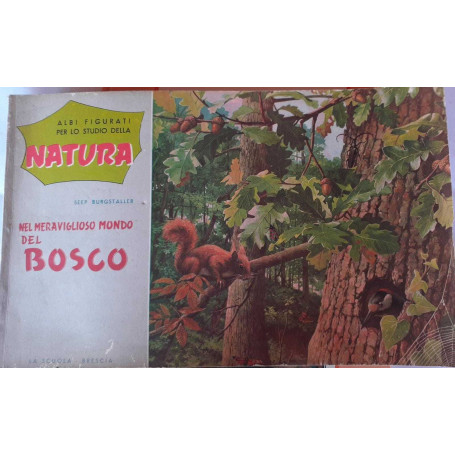 ALBI FIGURATI
PER LO STUDIO DELLA
NATURA
SEPP BURGSTALLER
NEL MERAVIGLIOSO MONDO
DEL
BOSCO
LA SCUOLA - BRESCIA